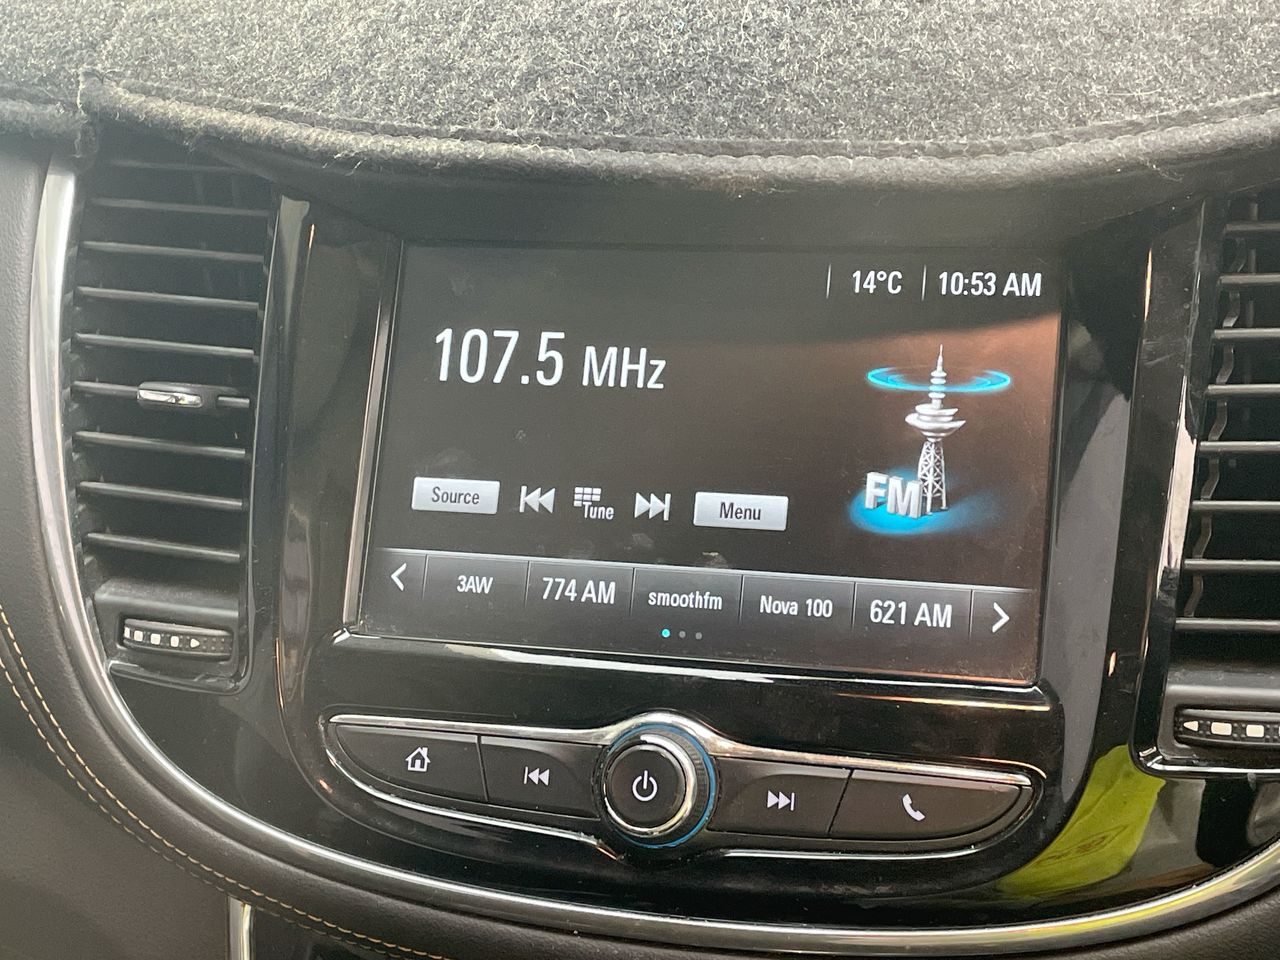 14°C 10:53 AM
107.5 MHz
FM
Source Tune Menu
3AW 774 AM smoothfm Nova 100 621 AM